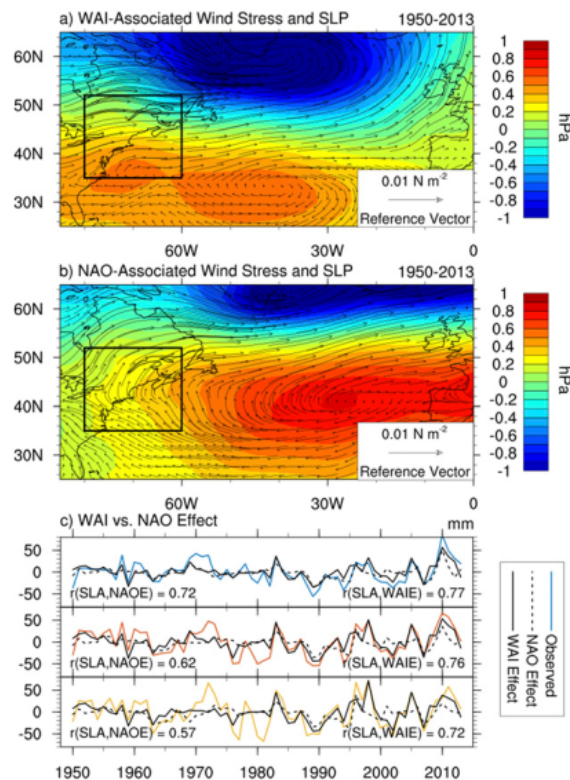 a) WAI-Associated Wind Stress and SLP 1950-2013
60N
50N
40N
30N
60W 30W 0
0.01 N m⁻²
Reference Vector
1
0.8
0.6
0.4
0.2
0
-0.2
-0.4
-0.6
-0.8
-1
hPa
b) NAO-Associated Wind Stress and SLP 1950-2013
60N
50N
40N
30N
60W 30W 0
0.01 N m⁻²
Reference Vector
1
0.8
0.6
0.4
0.2
0
-0.2
-0.4
-0.6
-0.8
-1
hPa
c) WAI vs. NAO Effect mm
50
0
-50
r(SLA,NAOE) = 0.72 r(SLA,WAIE) = 0.77
50
0
-50
r(SLA,NAOE) = 0.62 r(SLA,WAIE) = 0.76
50
0
-50
r(SLA,NAOE) = 0.57 r(SLA,WAIE) = 0.72
1950 1960 1970 1980 1990 2000 2010
Observed
NAO Effect
WAI Effect